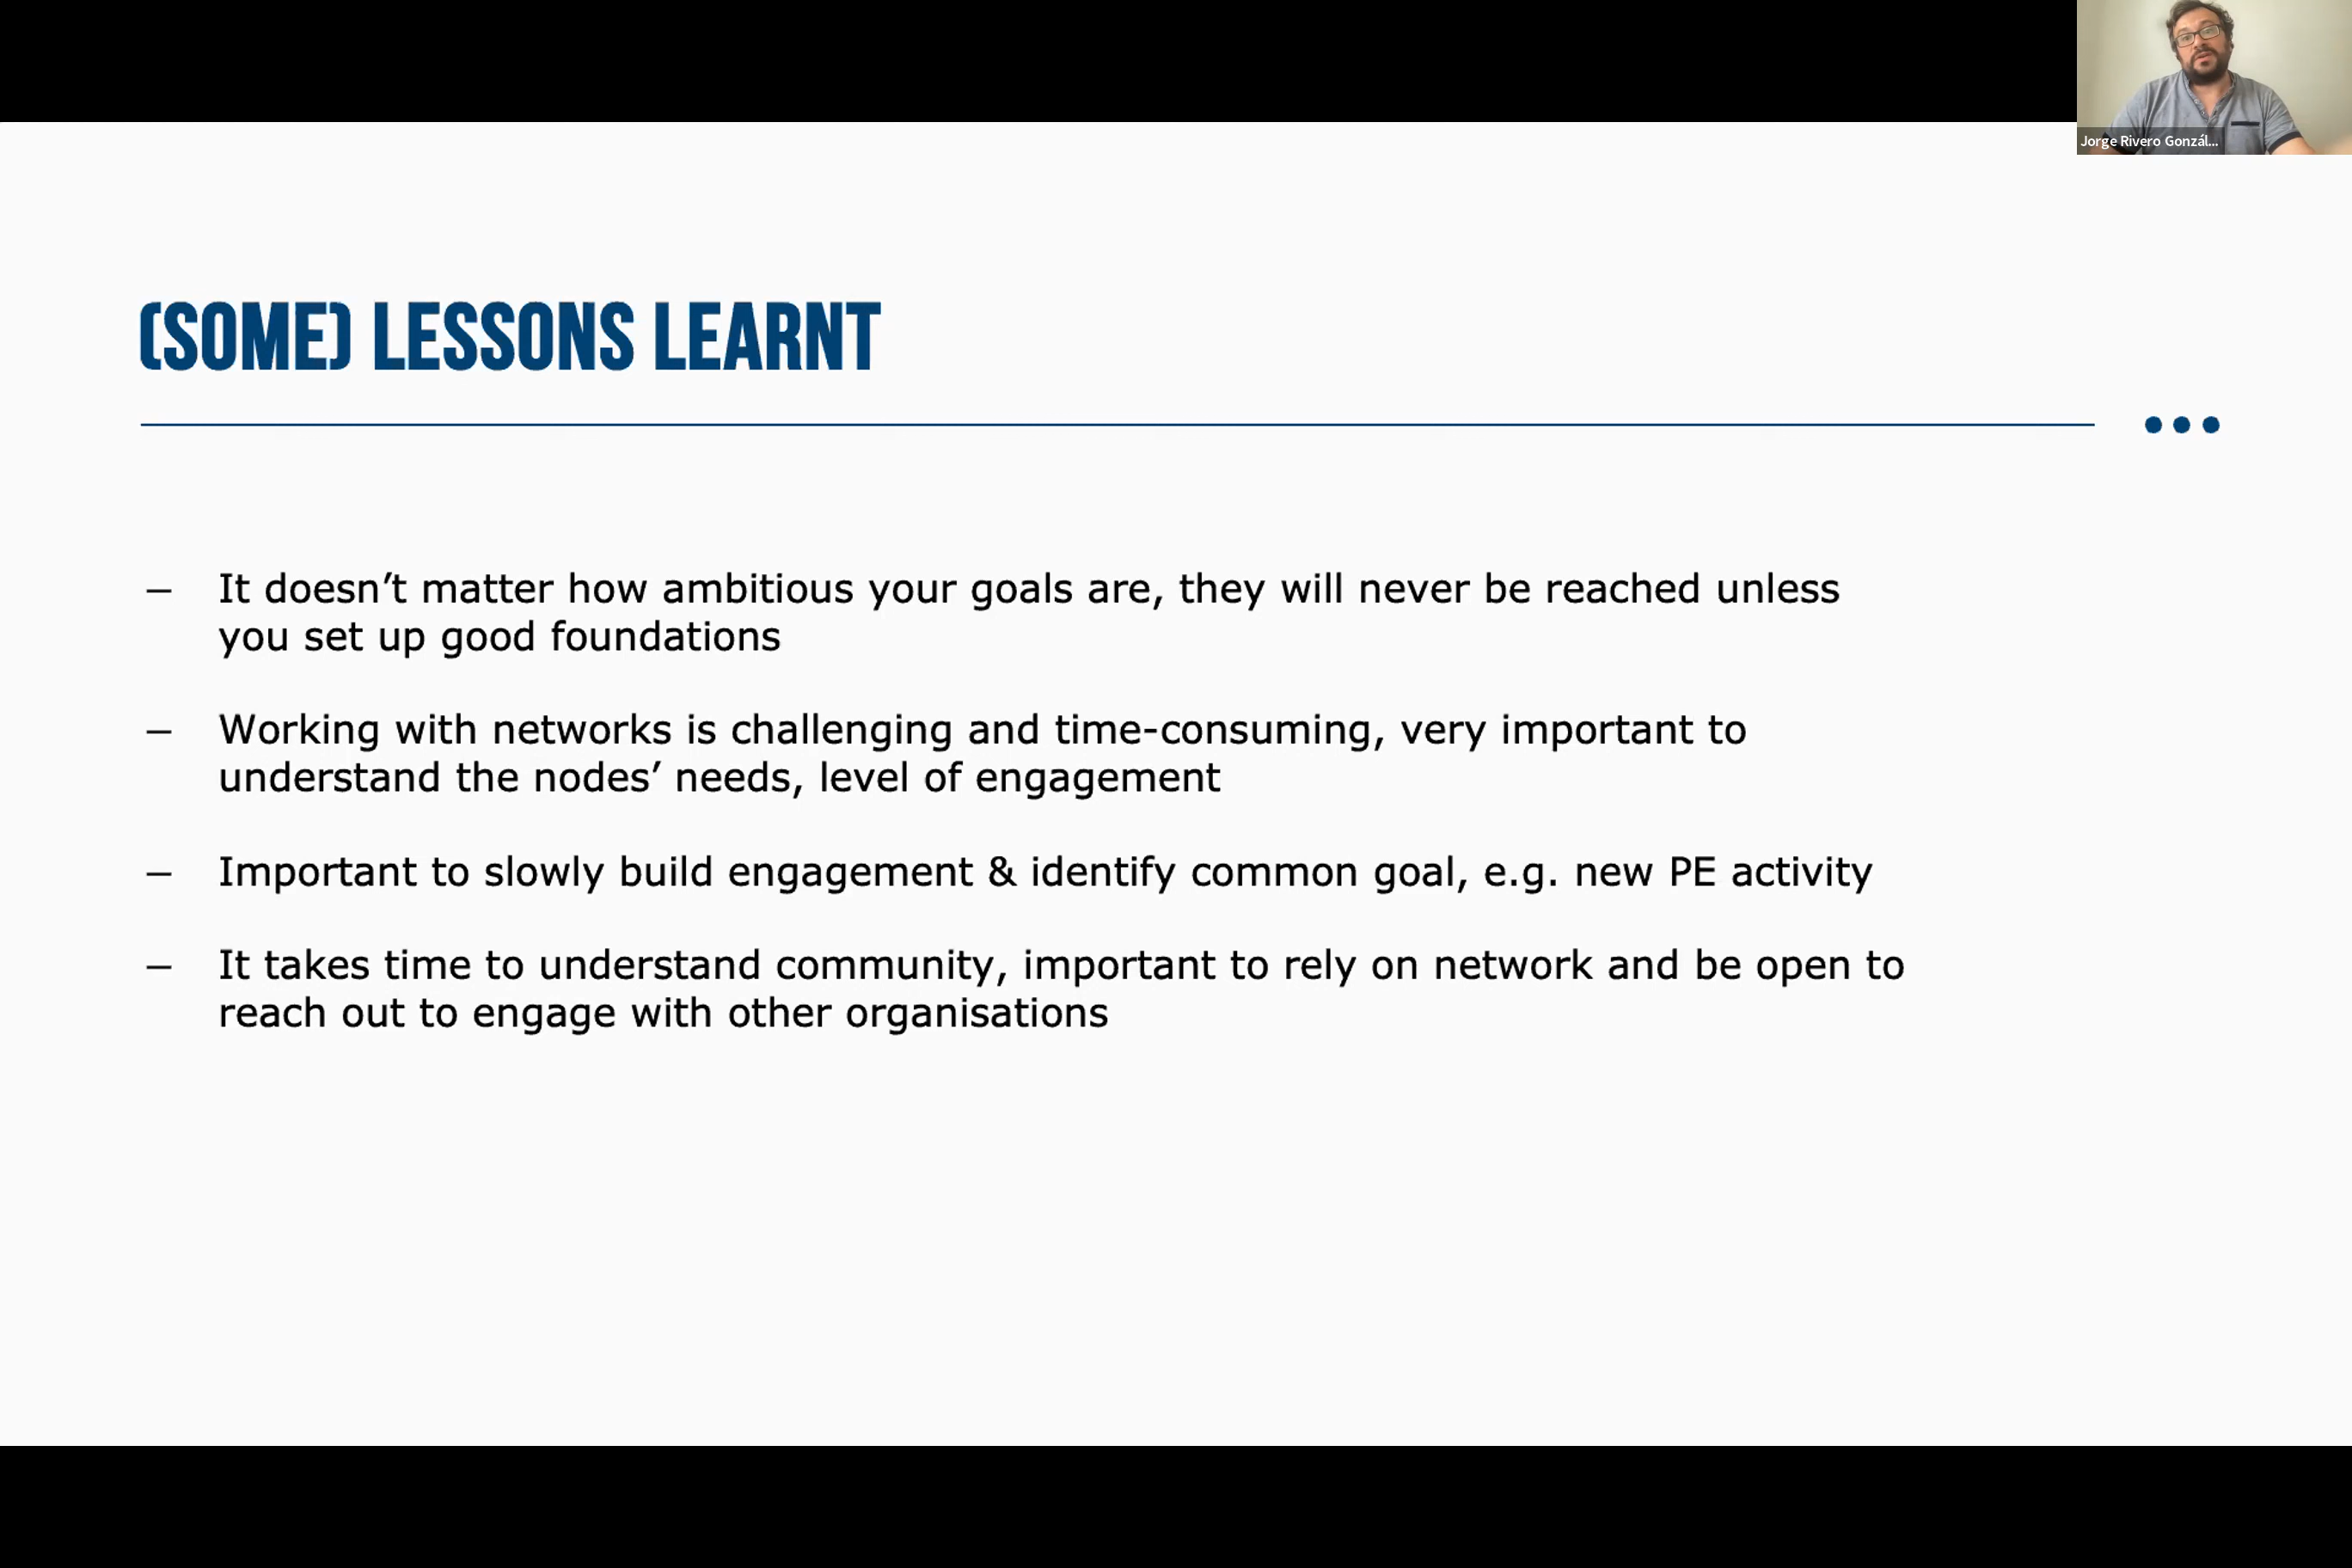 Jorge Rivero Gonzál...
(SOME) LESSONS LEARNT
– It doesn’t matter how ambitious your goals are, they will never be reached unless
you set up good foundations
– Working with networks is challenging and time-consuming, very important to
understand the nodes’ needs, level of engagement
– Important to slowly build engagement & identify common goal, e.g. new PE activity
– It takes time to understand community, important to rely on network and be open to
reach out to engage with other organisations